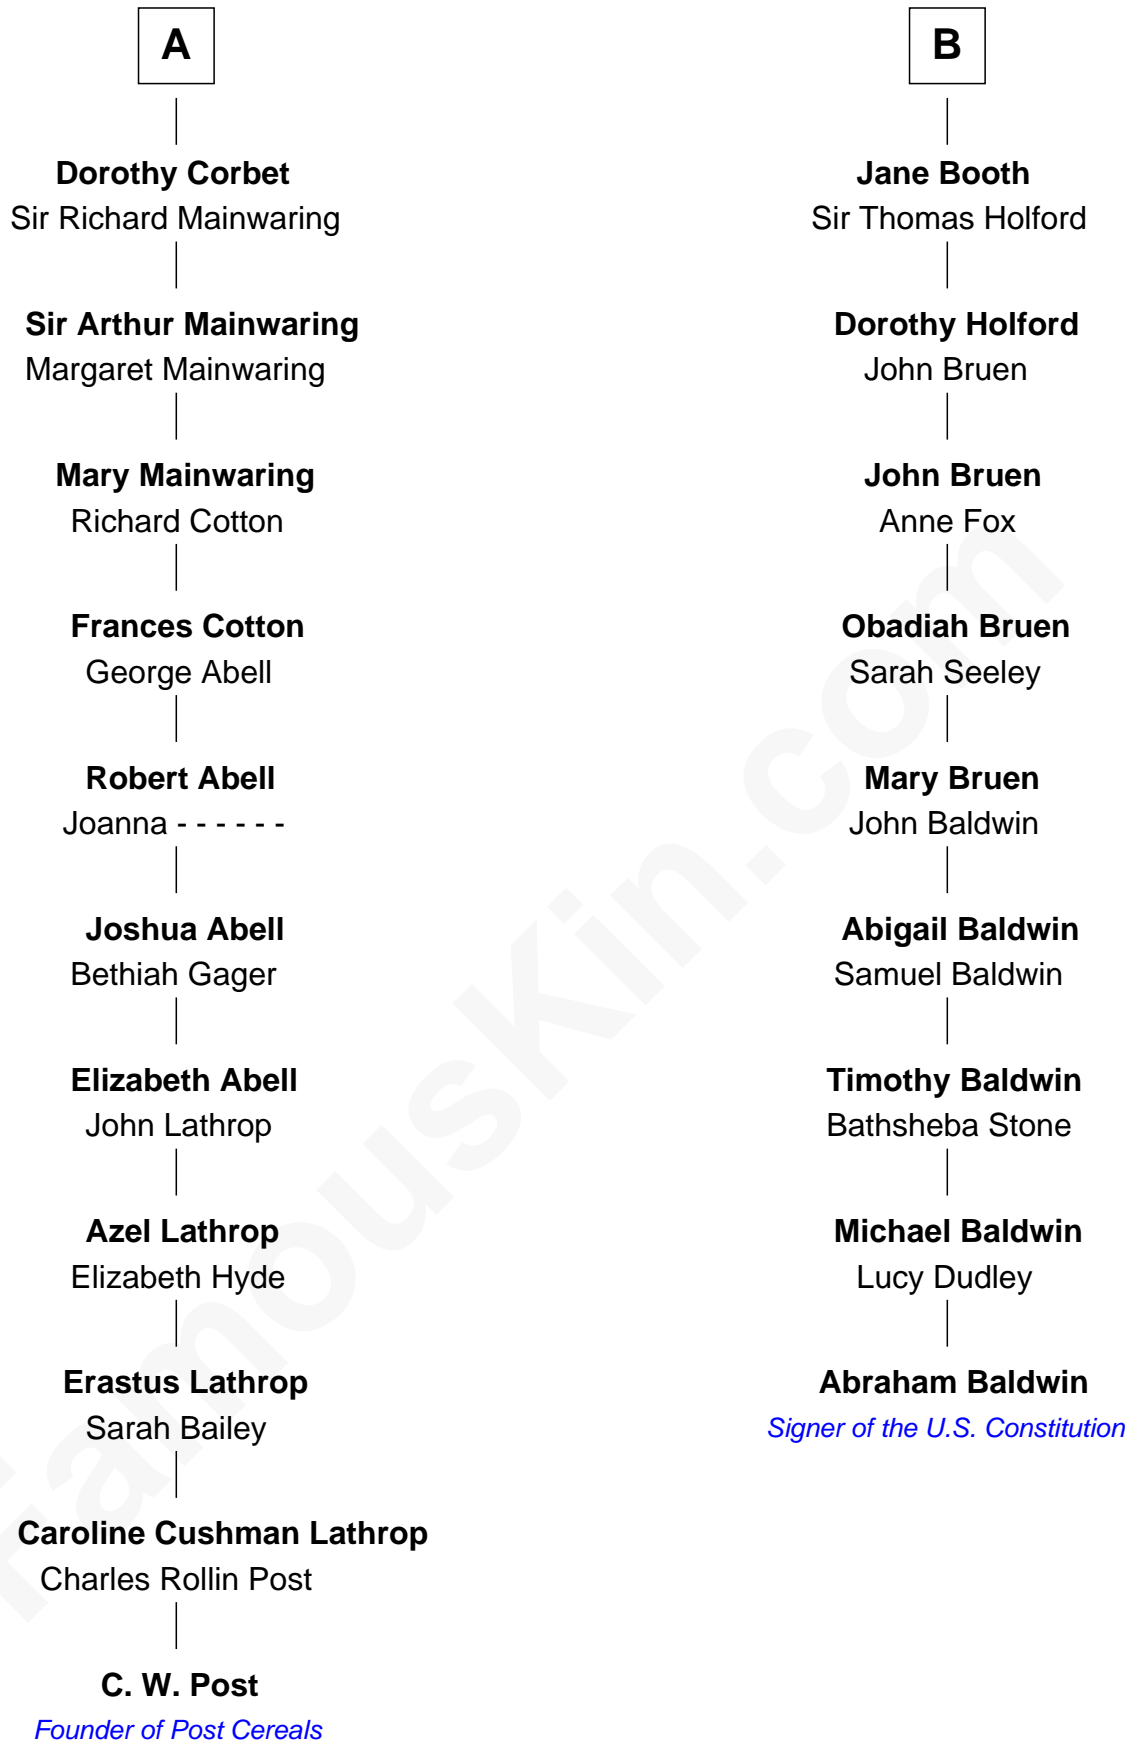 A
Dorothy Corbet
Sir Richard Mainwaring
Sir Arthur Mainwaring
Margaret Mainwaring
Mary Mainwaring
Richard Cotton
Frances Cotton
George Abell
Robert Abell
Joanna - - - - - -
Joshua Abell
Bethiah Gager
Elizabeth Abell
John Lathrop
Azel Lathrop
Elizabeth Hyde
Erastus Lathrop
Sarah Bailey
Caroline Cushman Lathrop
Charles Rollin Post
C. W. Post
Founder of Post Cereals
B
Jane Booth
Sir Thomas Holford
Dorothy Holford
John Bruen
John Bruen
Anne Fox
Obadiah Bruen
Sarah Seeley
Mary Bruen
John Baldwin
Abigail Baldwin
Samuel Baldwin
Timothy Baldwin
Bathsheba Stone
Michael Baldwin
Lucy Dudley
Abraham Baldwin
Signer of the U.S. Constitution
FamousKin.com